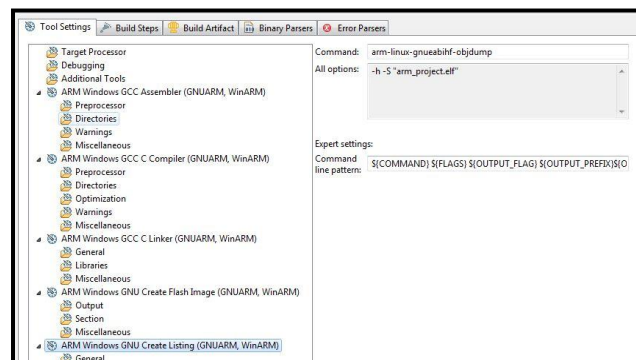 Tool Settings Build Steps Build Artifact Binary Parsers Error Parsers
Target Processor
Debugging
Additional Tools
ARM Windows GCC Assembler (GNUARM, WinARM)
Preprocessor
Directories
Warnings
Miscellaneous
ARM Windows GCC C Compiler (GNUARM, WinARM)
Preprocessor
Directories
Optimization
Warnings
Miscellaneous
ARM Windows GCC C Linker (GNUARM, WinARM)
General
Libraries
Miscellaneous
ARM Windows GNU Create Flash Image (GNUARM, WinARM)
Output
Section
Miscellaneous
ARM Windows GNU Create Listing (GNUARM, WinARM)
General
Command: arm-linux-gnueabihf-objdump
All options: -h -S "arm_project.elf"
Expert settings:
Command
line pattern: ${COMMAND} ${FLAGS} ${OUTPUT_FLAG} ${OUTPUT_PREFIX}${O